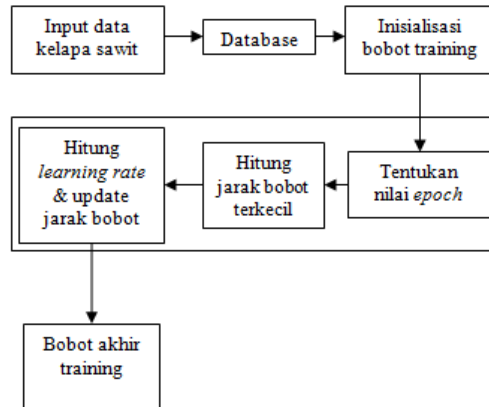 Input data
kelapa sawit
Database
Inisialisasi
bobot training
Tentukan
nilai epoch
Hitung
jarak bobot
terkecil
Hitung
learning rate
& update
jarak bobot
Bobot akhir
training